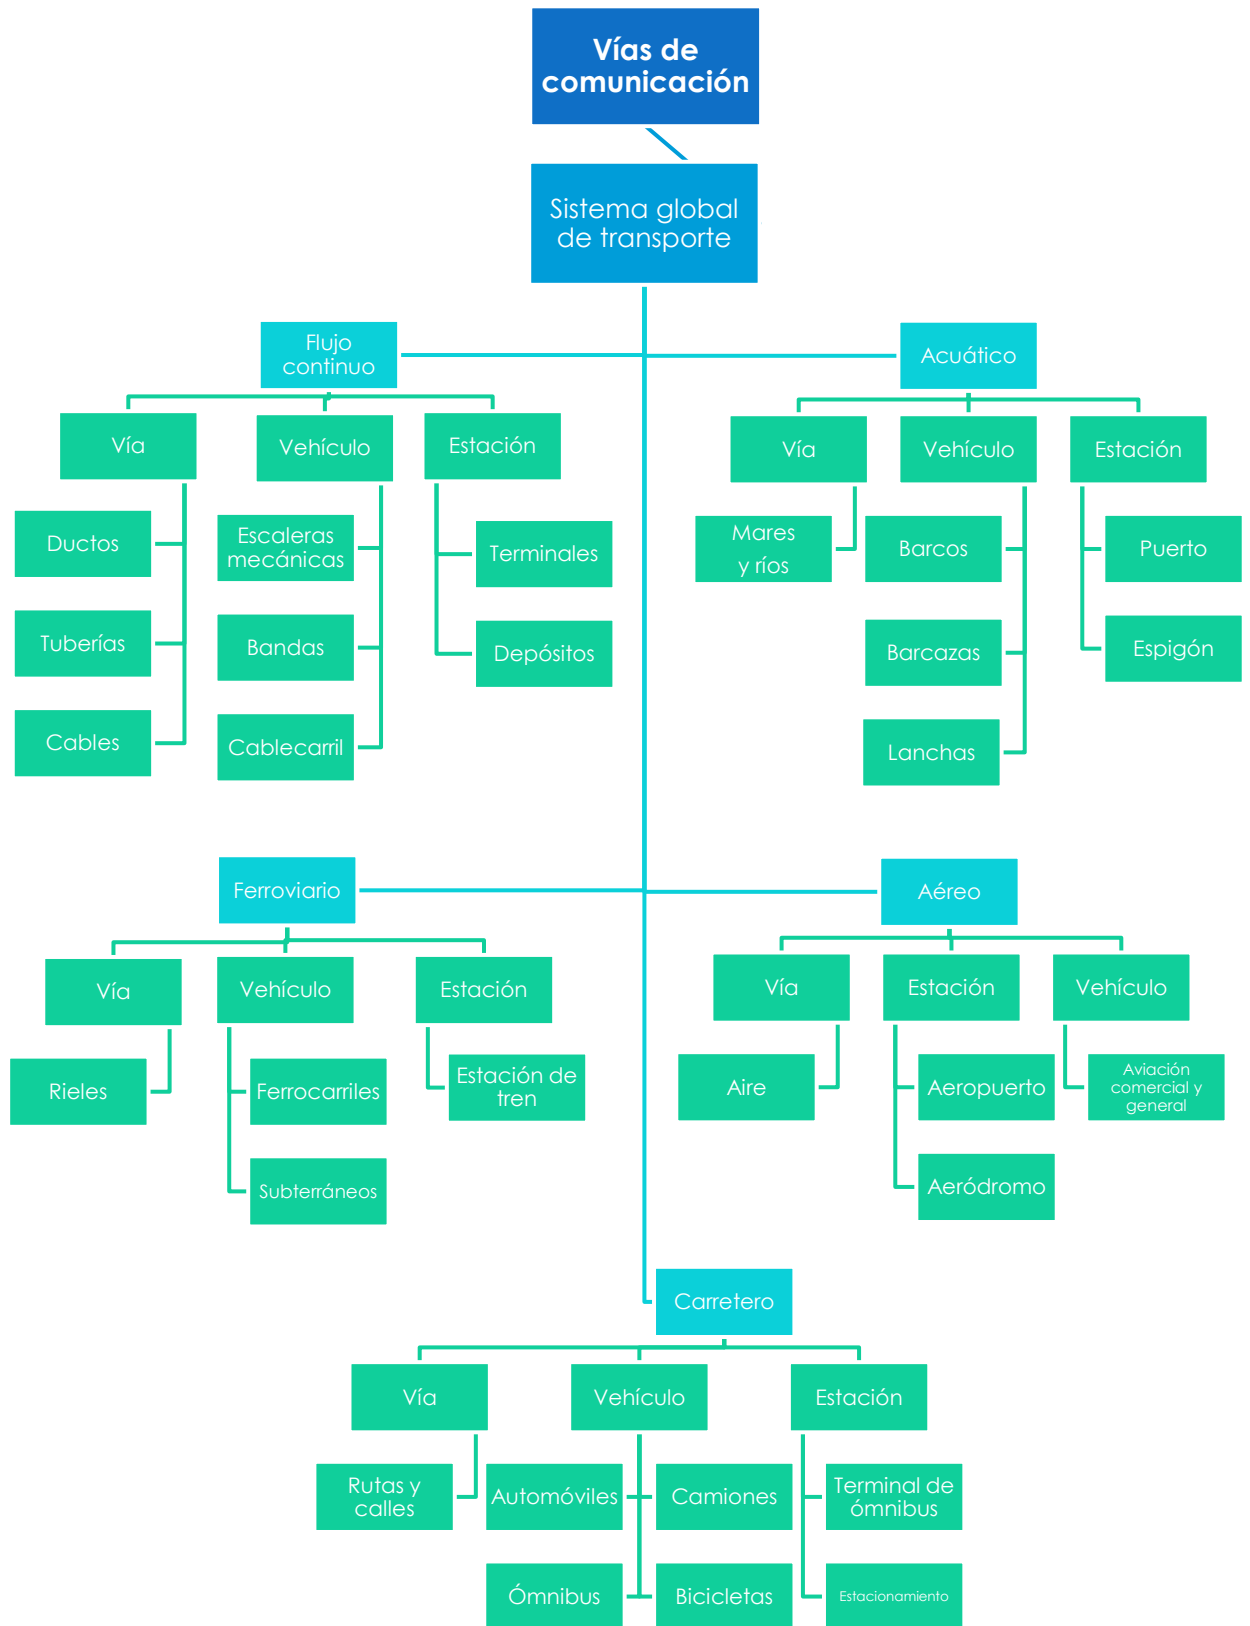 Vías de
comunicación
Sistema global
de transporte
Flujo
continuo
Acuático
Vía
Vehículo
Estación
Vía
Vehículo
Estación
Ductos
Escaleras
mecánicas
Terminales
Mares
y ríos
Barcos
Puerto
Tuberías
Bandas
Depósitos
Barcazas
Espigón
Cables
Cablecarril
Lanchas
Ferroviario
Aéreo
Vía
Vehículo
Estación
Vía
Estación
Vehículo
Rieles
Ferrocarriles
Estación de
tren
Aire
Aeropuerto
Aviación
comercial y
general
Subterráneos
Aeródromo
Carretero
Vía
Vehículo
Estación
Rutas y
calles
Automóviles
Camiones
Terminal de
ómnibus
Ómnibus
Bicicletas
Estacionamiento